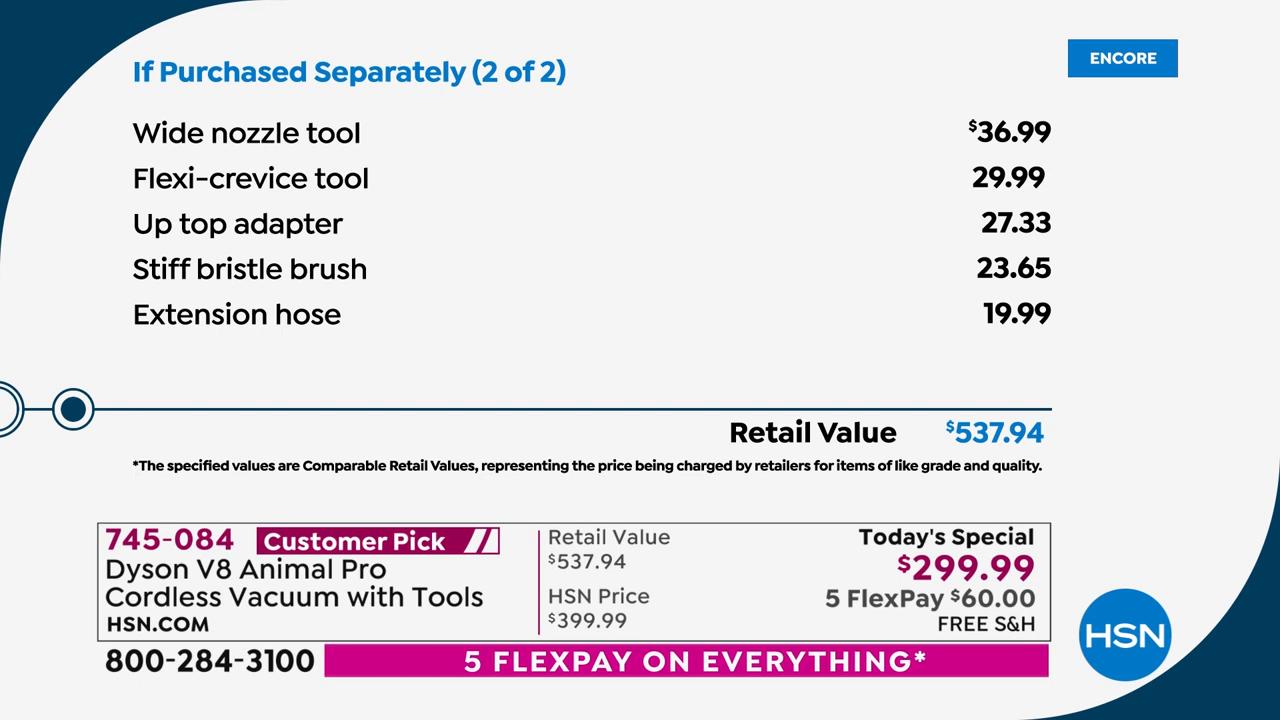 If Purchased Separately (2 of 2)
ENCORE
Wide nozzle tool $36.99
Flexi-crevice tool 29.99
Up top adapter 27.33
Stiff bristle brush 23.65
Extension hose 19.99
Retail Value $537.94
*The specified values are Comparable Retail Values, representing the price being charged by retailers for items of like grade and quality.
745-084 Customer Pick
Dyson V8 Animal Pro
Cordless Vacuum with Tools
HSN.COM
Retail Value
$537.94
HSN Price
$399.99
Today's Special
$299.99
5 FlexPay $60.00
FREE S&H
HSN
800-284-3100 5 FLEXPAY ON EVERYTHING*